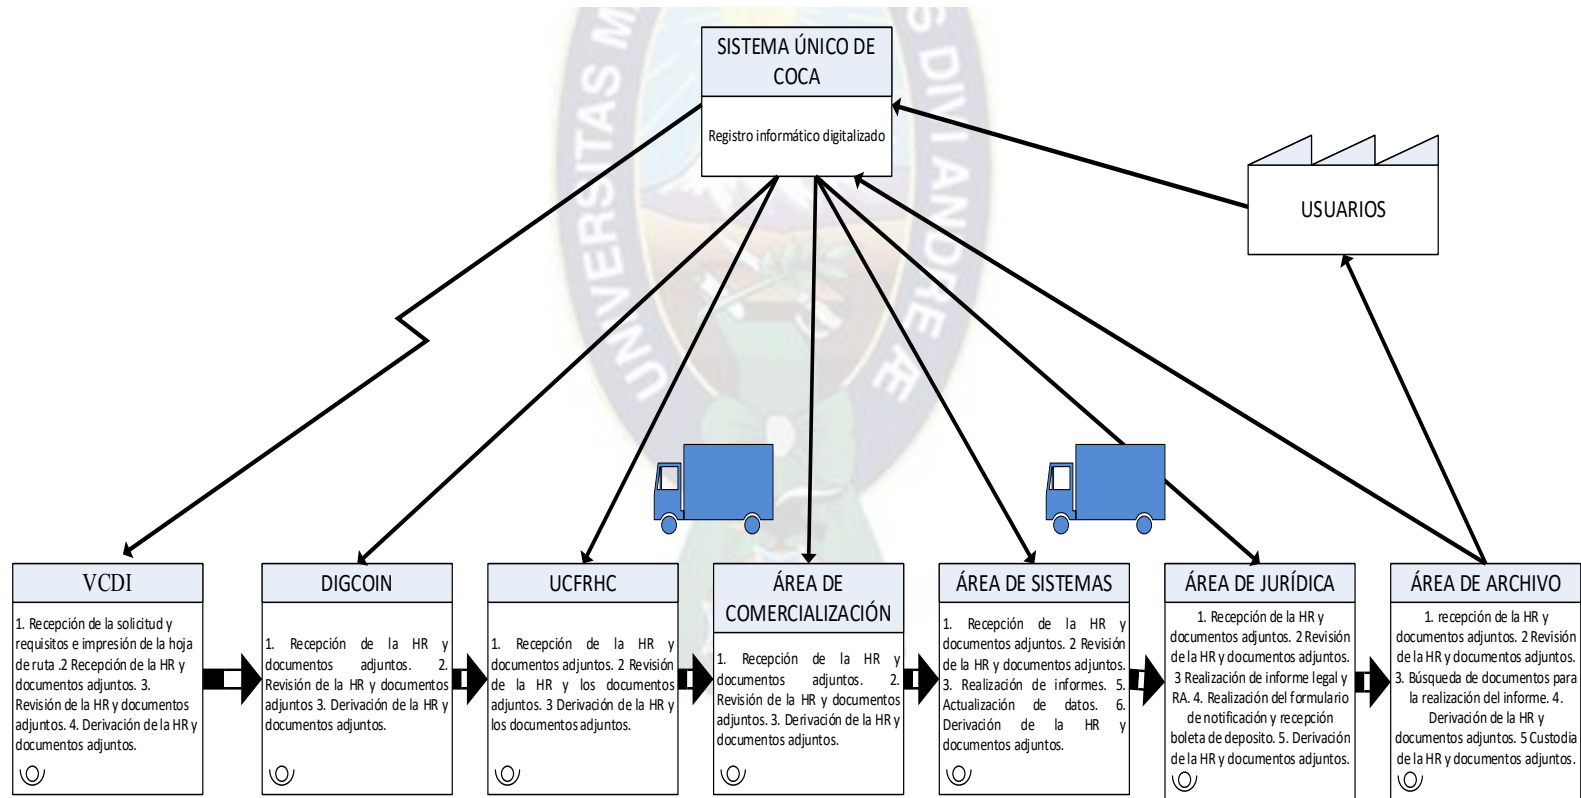 UNIVERSITAS M
S DIVI ANDRE Æ
SISTEMA ÚNICO DE
COCA
Registro informático digitalizado
USUARIOS
VCDI
1. Recepción de la solicitud y
requisitos e impresión de la hoja
de ruta .2 Recepción de la HR y
documentos adjuntos. 3.
Revisión de la HR y documentos
adjuntos. 4. Derivación de la HR y
documentos adjuntos.
DIGCOIN
1. Recepción de la HR y
documentos adjuntos. 2.
Revisión de la HR y documentos
adjuntos 3. Derivación de la HR y
documentos adjuntos.
UCFRHC
1. Recepción de la HR y
documentos adjuntos. 2 Revisión
de la HR y los documentos
adjuntos. 3 Derivación de la HR y
los documentos adjuntos.
ÁREA DE
COMERCIALIZACIÓN
1. Recepción de la HR y
documentos adjuntos. 2.
Revisión de la HR y documentos
adjuntos. 3. Derivación de la HR y
documentos adjuntos.
ÁREA DE SISTEMAS
1. Recepción de la HR y
documentos adjuntos. 2 Revisión
de la HR y documentos adjuntos.
3. Realización de informes. 5.
Actualización de datos. 6.
Derivación de la HR y
documentos adjuntos.
ÁREA DE JURÍDICA
1. Recepción de la HR y
documentos adjuntos. 2 Revisión
de la HR y documentos adjuntos.
3 Realización de informe legal y
RA. 4. Realización del formulario
de notificación y recepción
boleta de deposito. 5. Derivación
de la HR y documentos adjuntos.
ÁREA DE ARCHIVO
1. recepción de la HR y
documentos adjuntos. 2 Revisión
de la HR y documentos adjuntos.
3. Búsqueda de documentos para
la realización del informe. 4.
Derivación de la HR y
documentos adjuntos. 5 Custodia
de la HR y documentos adjuntos.